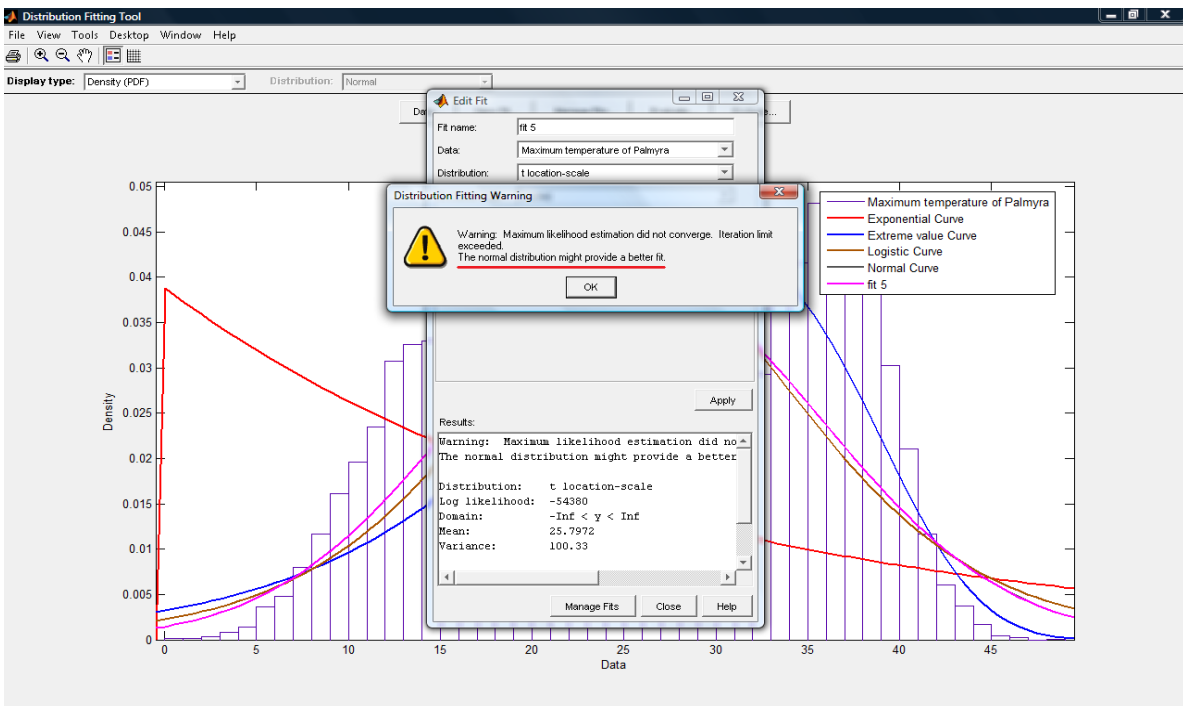 Distribution Fitting Tool
File View Tools Desktop Window Help
Display type: Density (PDF) Distribution: Normal
Edit Fit
Fit name: fit 5
Data: Maximum temperature of Palmyra
Distribution: t location-scale
Distribution Fitting Warning
Warning: Maximum likelihood estimation did not converge. Iteration limit
exceeded.
The normal distribution might provide a better fit.
OK
Maximum temperature of Palmyra
Exponential Curve
Extreme value Curve
Logistic Curve
Normal Curve
fit 5
Apply
Results:
Warning: Maximum likelihood estimation did no
The normal distribution might provide a better
Distribution: t location-scale
Log likelihood: -54380
Domain: -Inf < y < Inf
Mean: 25.7972
Variance: 100.33
Manage Fits Close Help
0.05
0.045
0.04
0.035
0.03
0.025
0.02
0.015
0.01
0.005
0
Density
0 5 10 15 20 25 30 35 40 45
Data